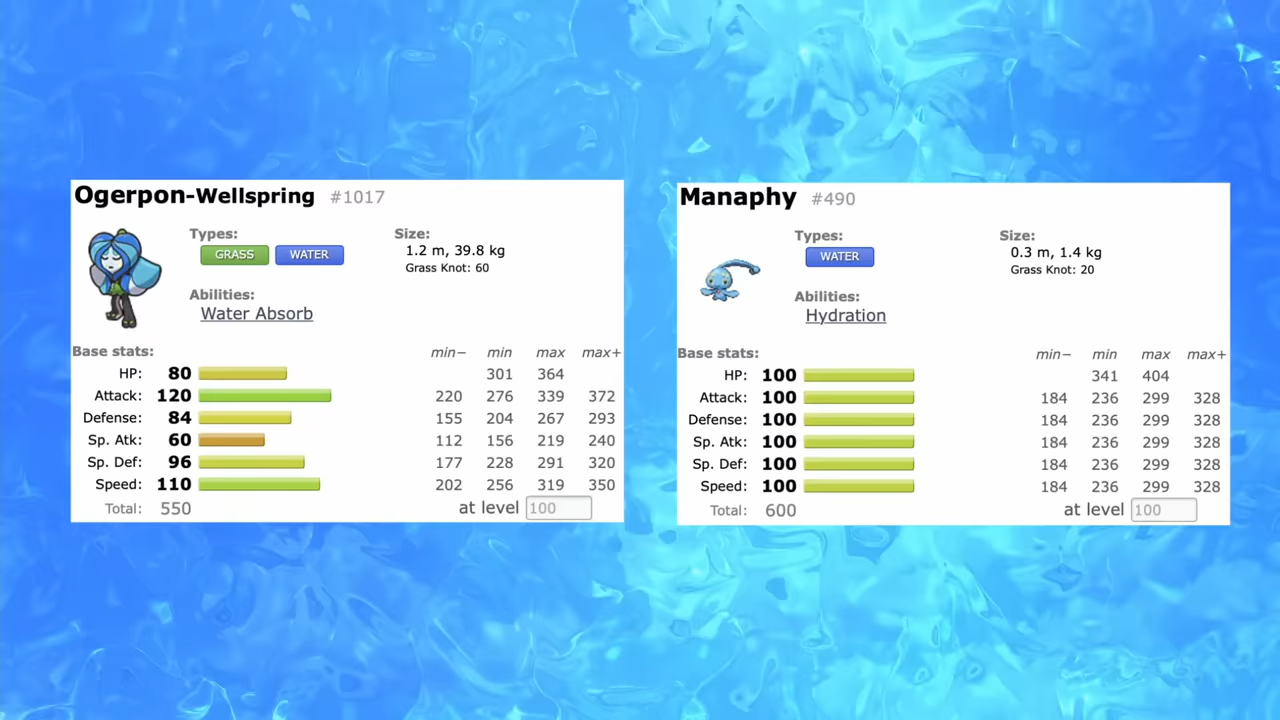 Ogerpon-Wellspring #1017
Types:
GRASS WATER
Size:
1.2 m, 39.8 kg
Grass Knot: 60
Abilities:
Water Absorb
Base stats: min− min max max+
HP: 80 301 364
Attack: 120 220 276 339 372
Defense: 84 155 204 267 293
Sp. Atk: 60 112 156 219 240
Sp. Def: 96 177 228 291 320
Speed: 110 202 256 319 350
Total: 550 at level 100
Manaphy #490
Types:
WATER
Size:
0.3 m, 1.4 kg
Grass Knot: 20
Abilities:
Hydration
Base stats: min− min max max+
HP: 100 341 404
Attack: 100 184 236 299 328
Defense: 100 184 236 299 328
Sp. Atk: 100 184 236 299 328
Sp. Def: 100 184 236 299 328
Speed: 100 184 236 299 328
Total: 600 at level 100